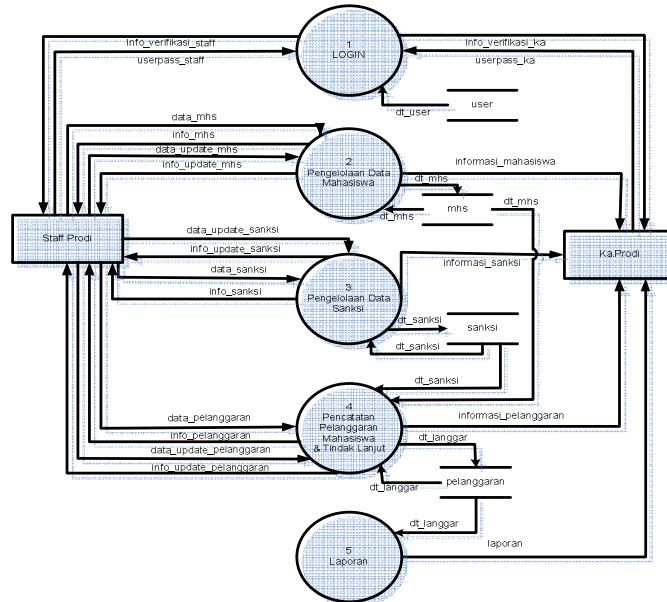 1
LOGIN
info_verifikasi_staff
userpass_staff
info_verifikasi_ka
userpass_ka
dt_user
user
data_mhs
info_mhs
data_update_mhs
info_update_mhs
2
Pengelolaan Data
Mahasiswa
informasi_mahasiswa
dt_mhs
mhs
dt_mhs
dt_mhs
Staff Prodi
Ka.Prodi
data_update_sanksi
info_update_sanksi
data_sanksi
info_sanksi
3
Pengelolaan Data
Sanksi
informasi_sanksi
dt_sanksi
sanksi
dt_sanksi
dt_sanksi
4
Pencatatan
Pelanggaran
Mahasiswa
& Tindak Lanjut
data_pelanggaran
info_pelanggaran
data_update_pelanggaran
info_update_pelanggaran
informasi_pelanggaran
dt_langgar
pelanggaran
dt_langgar
dt_langgar
5
Laporan
laporan